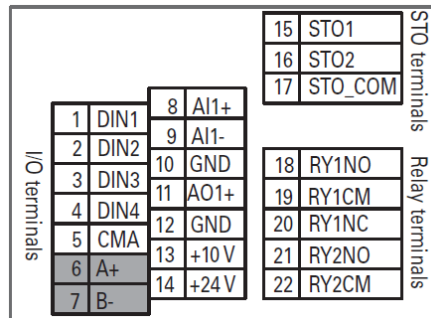 I/O terminals
1 DIN1
2 DIN2
3 DIN3
4 DIN4
5 CMA
6 A+
7 B-
8 AI1+
9 AI1-
10 GND
11 AO1+
12 GND
13 +10 V
14 +24 V
15 STO1
16 STO2
17 STO_COM
STO terminals
18 RY1NO
19 RY1CM
20 RY1NC
21 RY2NO
22 RY2CM
Relay terminals